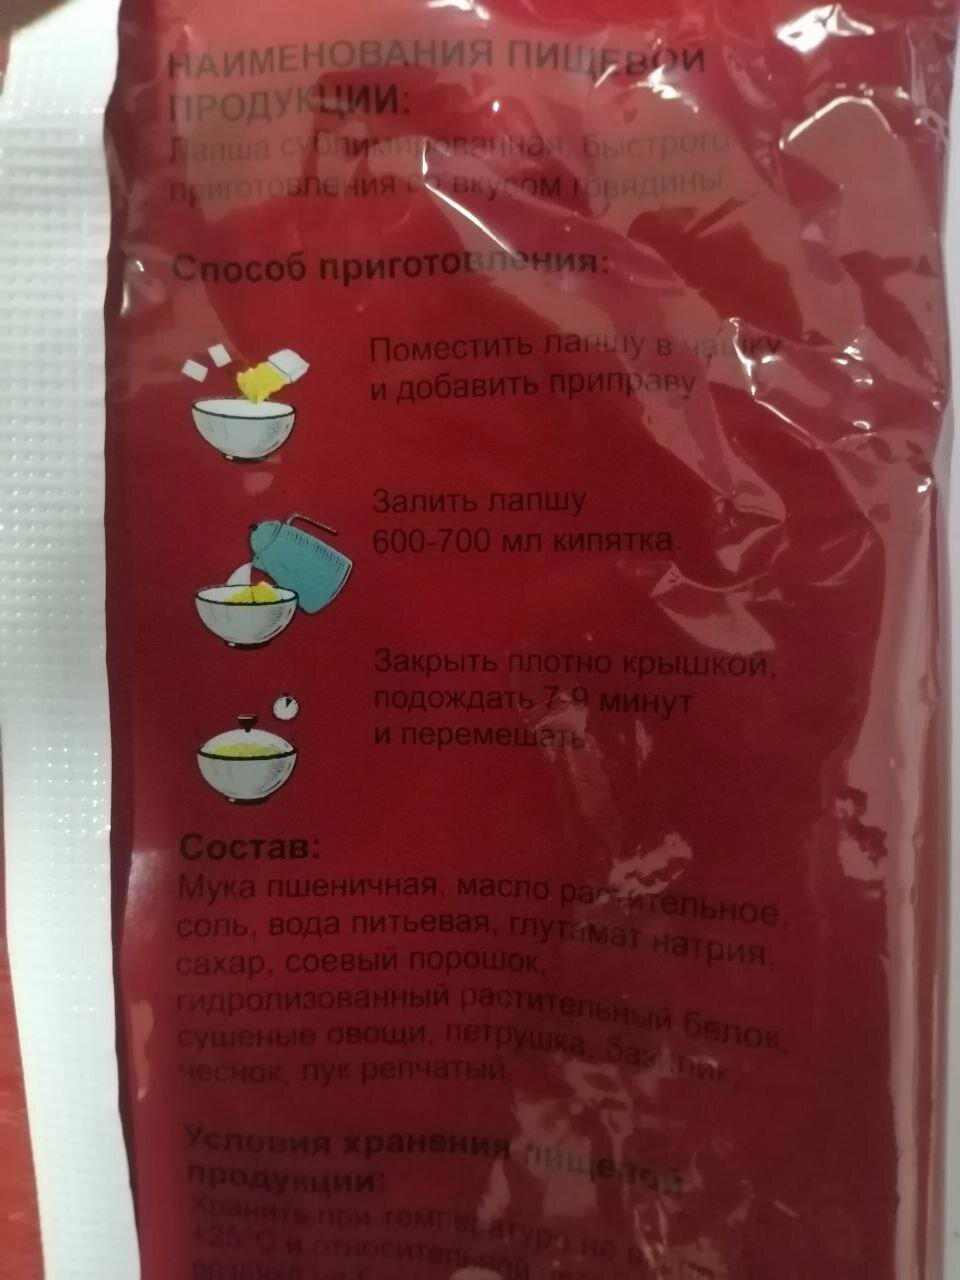 НАИМЕНОВАНИЯ ПИЩЕВОЙ
ПРОДУКЦИИ:
Лапша сублимированная, быстрого
приготовления со вкусом говядины.
Способ приготовления:
Поместить лапшу в чашку
и добавить приправу.
Залить лапшу
600-700 мл кипятка.
Закрыть плотно крышкой,
подождать 7-9 минут
и перемешать.
Состав:
Мука пшеничная, масло растительное,
соль, вода питьевая, глутамат натрия,
сахар, соевый порошок,
гидролизованный растительный белок,
сушеные овощи, петрушка, базилик,
чеснок, лук репчатый.
Условия хранения пищевой
продукции:
Хранить при температуре не
+25°С и относительной